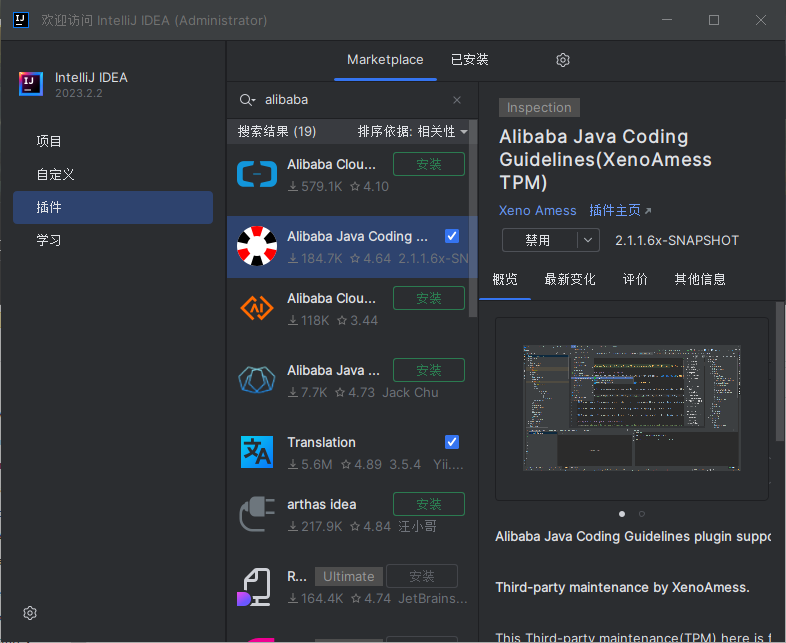 欢迎访问 IntelliJ IDEA (Administrator)
IntelliJ IDEA
2023.2.2
项目
自定义
插件
学习
Marketplace
已安装
alibaba
搜索结果 (19)
排序依据: 相关性
Alibaba Clou...
安装
579.1K
4.10
Alibaba Java Coding ...
184.7K
4.64
2.1.1.6x-SN
Alibaba Clou...
安装
118K
3.44
Alibaba Java ...
安装
7.7K
4.73
Jack Chu
Translation
5.6M
4.89
3.5.4
Yii....
arthas idea
安装
217.9K
4.84
汪小哥
R...
Ultimate
安装
164.4K
4.74
JetBrains...
Inspection
Alibaba Java Coding
Guidelines(XenoAmess
TPM)
Xeno Amess
插件主页
禁用
2.1.1.6x-SNAPSHOT
概览
最新变化
评价
其他信息
Alibaba Java Coding Guidelines plugin suppo
Third-party maintenance by XenoAmess.
This Third-party maintenance(TPM) here is f